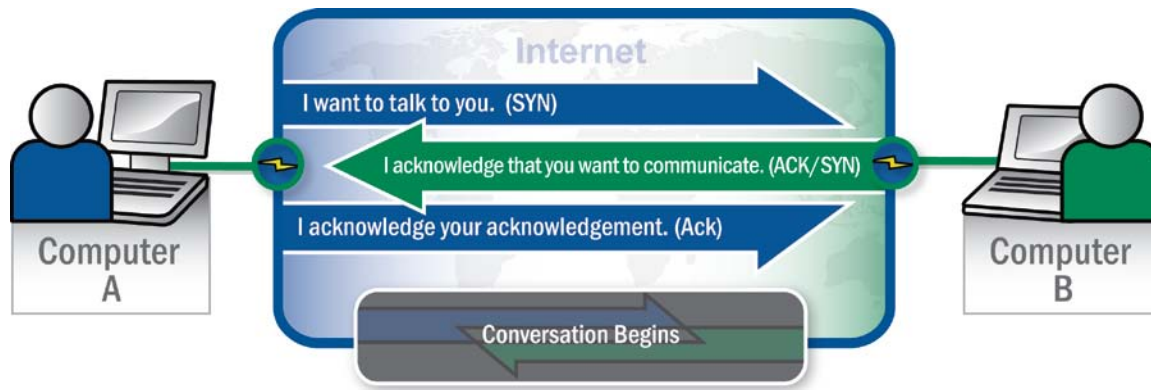 Internet
I want to talk to you. (SYN)
I acknowledge that you want to communicate. (ACK/SYN)
I acknowledge your acknowledgement. (Ack)
Computer
A
Computer
B
Conversation Begins